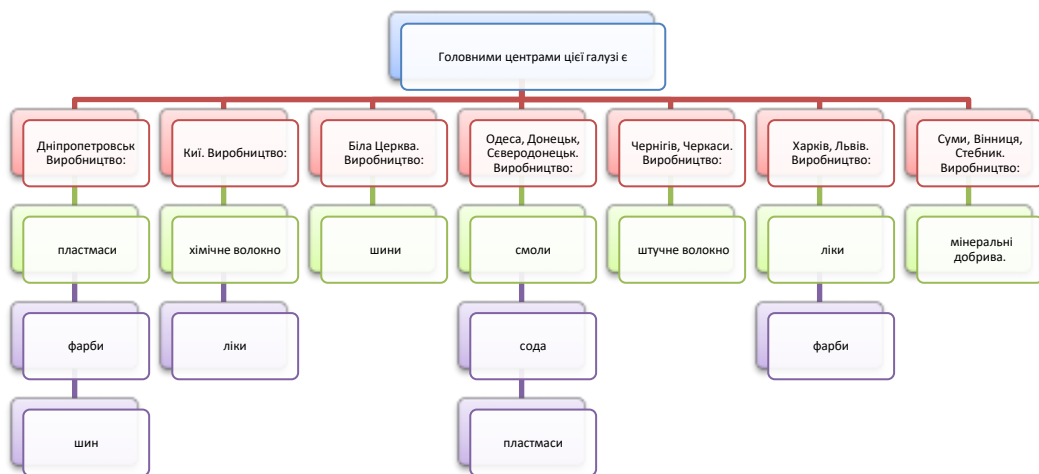 Головними центрами цієї галузі є
Дніпропетровськ
Виробництво:
Киї. Виробництво:
Біла Церква.
Виробництво:
Одеса, Донецьк,
Сєверодонецьк.
Виробництво:
Чернігів, Черкаси.
Виробництво:
Харків, Львів.
Виробництво:
Суми, Вінниця,
Стебник.
Виробництво:
пластмаси
хімічне волокно
шини
смоли
штучне волокно
ліки
мінеральні
добрива.
фарби
ліки
сода
фарби
шин
пластмаси